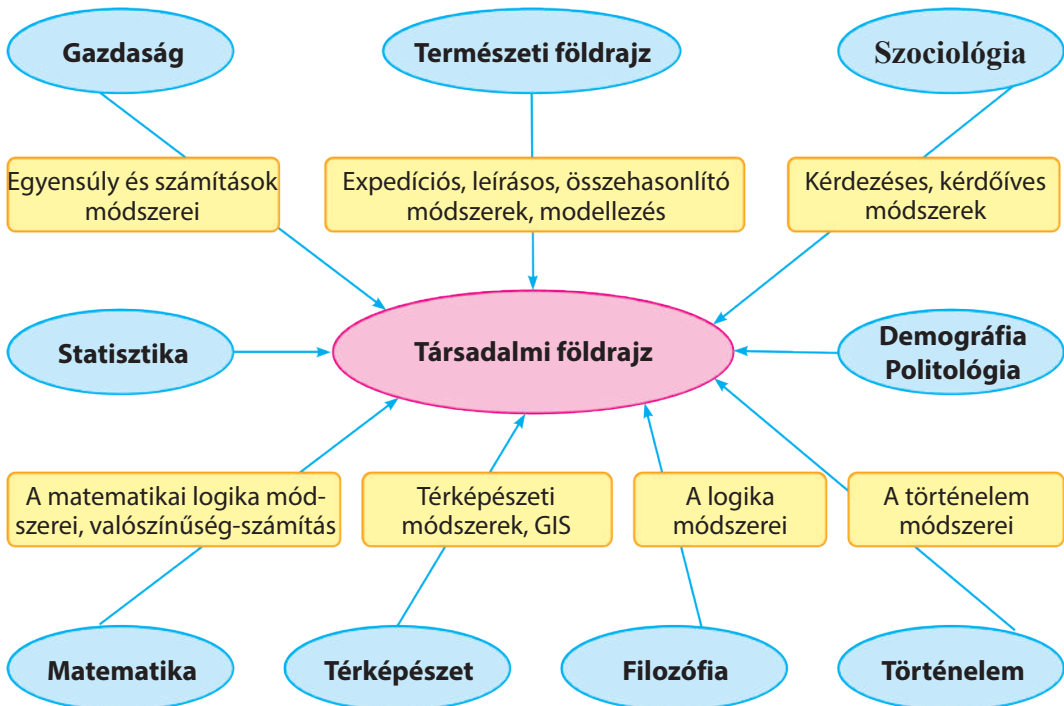 Gazdaság
Természeti földrajz
Szociológia
Egyensúly és számítások
módszerei
Expedíciós, leírásos, összehasonlító
módszerek, modellezés
Kérdezéses, kérdőíves
módszerek
Statisztika
Társadalmi földrajz
Demográfia
Politológia
A matematikai logika mód-
szerei, valószínűség-számítás
Térképészeti
módszerek, GIS
A logika
módszerei
A történelem
módszerei
Matematika
Térképészet
Filozófia
Történelem